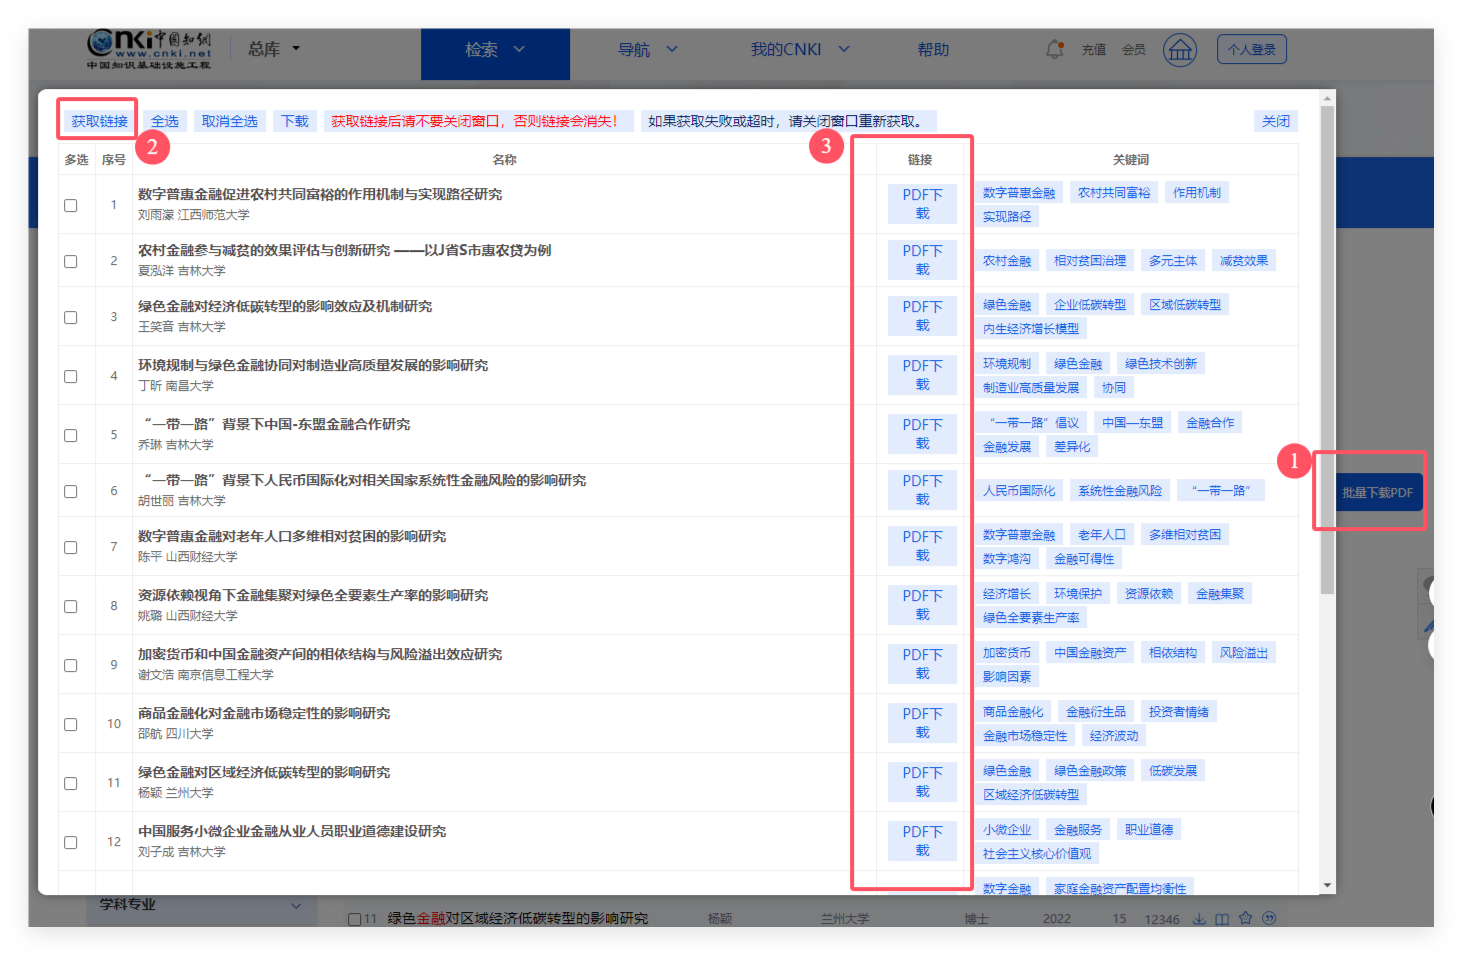 CNKI 中国知网
www.cnki.net
中国知识基础设施工程
总库
检索
导航
我的CNKI
帮助
充值
会员
个人登录
获取链接
全选
取消全选
下载
获取链接后请不要关闭窗口，否则链接会消失！
如果获取失败或超时，请关闭窗口重新获取。
关闭
2
3
多选 序号 名称 链接 关键词
1 数字普惠金融促进农村共同富裕的作用机制与实现路径研究
刘雨濛 江西师范大学
PDF下
载
数字普惠金融 农村共同富裕 作用机制
实现路径
2 农村金融参与减贫的效果评估与创新研究 ——以J省S市惠农贷为例
夏泓洋 吉林大学
PDF下
载
农村金融 相对贫困治理 多元主体 减贫效果
3 绿色金融对经济低碳转型的影响效应及机制研究
王笑音 吉林大学
PDF下
载
绿色金融 企业低碳转型 区域低碳转型
内生经济增长模型
4 环境规制与绿色金融协同对制造业高质量发展的影响研究
丁昕 南昌大学
PDF下
载
环境规制 绿色金融 绿色技术创新
制造业高质量发展 协同
5 “一带一路”背景下中国-东盟金融合作研究
乔琳 吉林大学
PDF下
载
“一带一路”倡议 中国—东盟 金融合作
金融发展 差异化
1
批量下载PDF
6 “一带一路”背景下人民币国际化对相关国家系统性金融风险的影响研究
胡世丽 吉林大学
PDF下
载
人民币国际化 系统性金融风险 “一带一路”
7 数字普惠金融对老年人口多维相对贫困的影响研究
陈平 山西财经大学
PDF下
载
数字普惠金融 老年人口 多维相对贫困
数字鸿沟 金融可得性
8 资源依赖视角下金融集聚对绿色全要素生产率的影响研究
姚璐 山西财经大学
PDF下
载
经济增长 环境保护 资源依赖 金融集聚
绿色全要素生产率
9 加密货币和中国金融资产间的相依结构与风险溢出效应研究
谢文浩 南京信息工程大学
PDF下
载
加密货币 中国金融资产 相依结构 风险溢出
影响因素
10 商品金融化对金融市场稳定性的影响研究
邵航 四川大学
PDF下
载
商品金融化 金融衍生品 投资者情绪
金融市场稳定性 经济波动
11 绿色金融对区域经济低碳转型的影响研究
杨颖 兰州大学
PDF下
载
绿色金融 绿色金融政策 低碳发展
区域经济低碳转型
12 中国服务小微企业金融从业人员职业道德建设研究
刘子成 吉林大学
PDF下
载
小微企业 金融服务 职业道德
社会主义核心价值观
数字金融 家庭金融资产配置均衡性
学科专业
11 绿色金融对区域经济低碳转型的影响研究 杨颖 兰州大学 博士 2022 15 12346